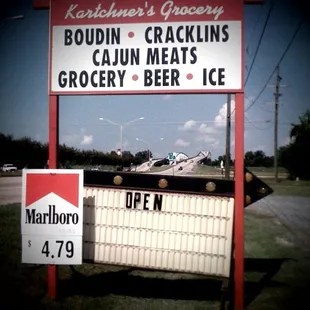 Kartchner's Grocery
BOUDIN • CRACKLINS
CAJUN MEATS
GROCERY • BEER • ICE
OPEN
Marlboro
$ 4.79